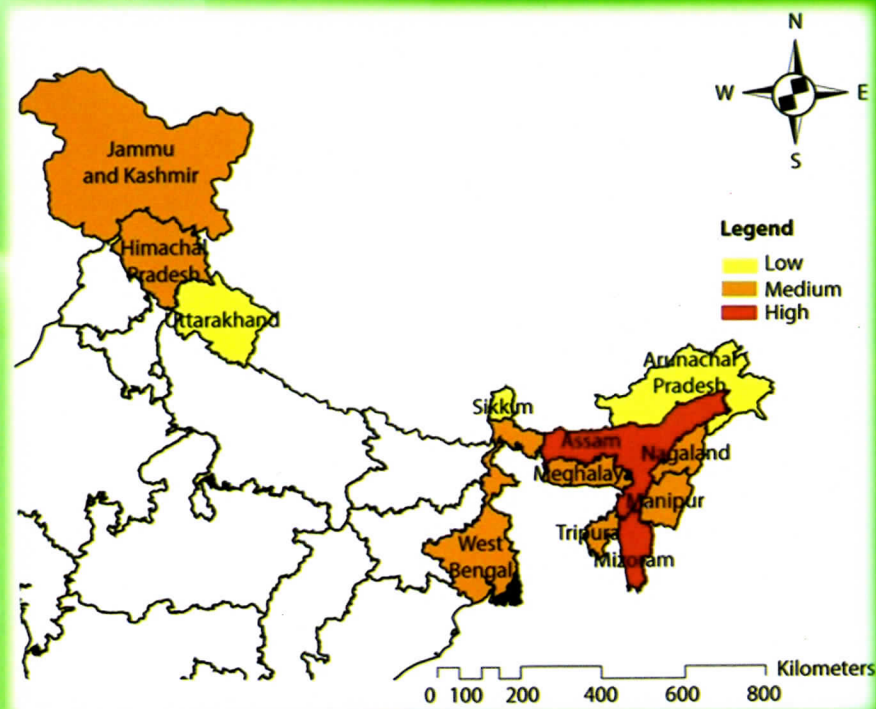 N
W E
S
Jammu
and Kashmir
Himachal
Pradesh
Uttarakhand
Legend
Low
Medium
High
Arunachal
Pradesh
Sikkim
Assam
Nagaland
Meghalaya
Manipur
Tripura
West
Bengal
Mizoram
Kilometers
0 100 200 400 600 800